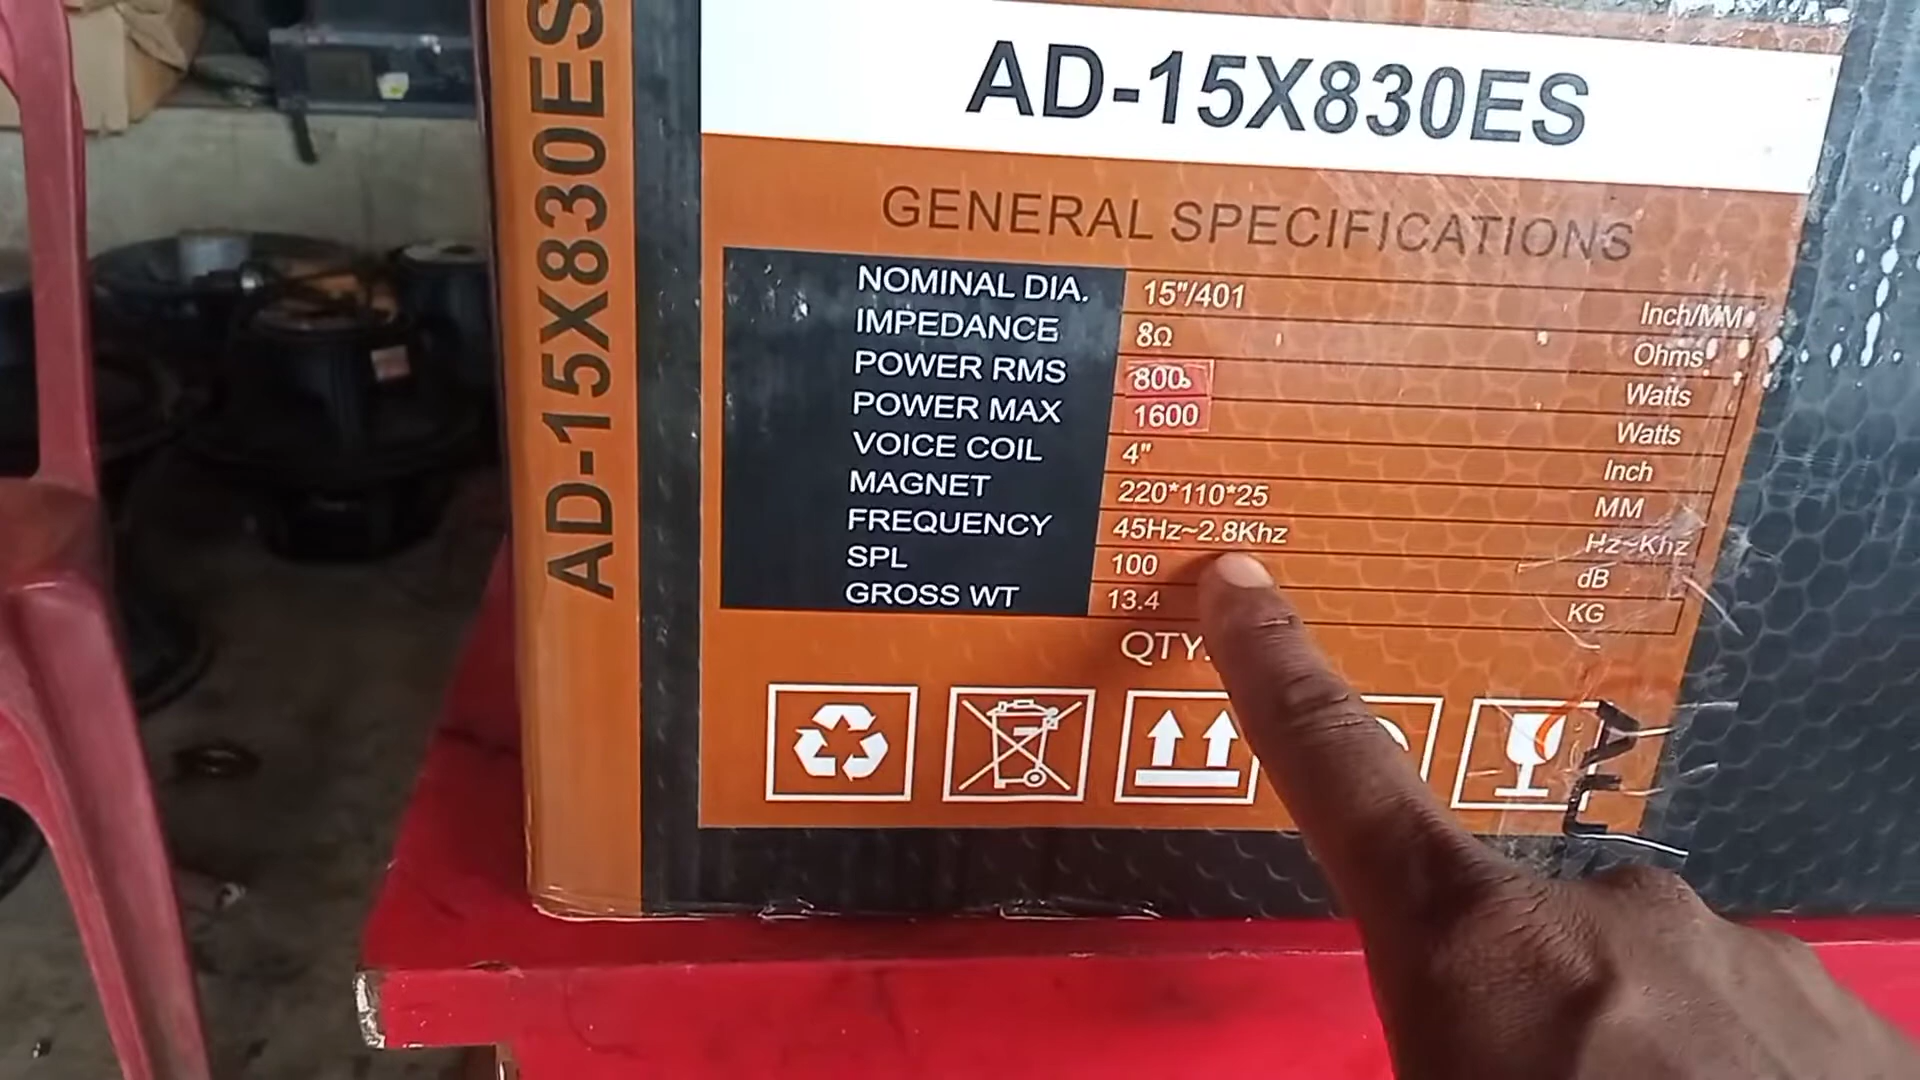 AD-15X830ES
AD-15X830ES
GENERAL SPECIFICATIONS
NOMINAL DIA. 15"/401 Inch/MM
IMPEDANCE 8Ω Ohms
POWER RMS 800 Watts
POWER MAX 1600 Watts
VOICE COIL 4" Inch
MAGNET 220*110*25 MM
FREQUENCY 45Hz~2.8Khz Hz~Khz
SPL 100 dB
GROSS WT 13.4 KG
QTY.